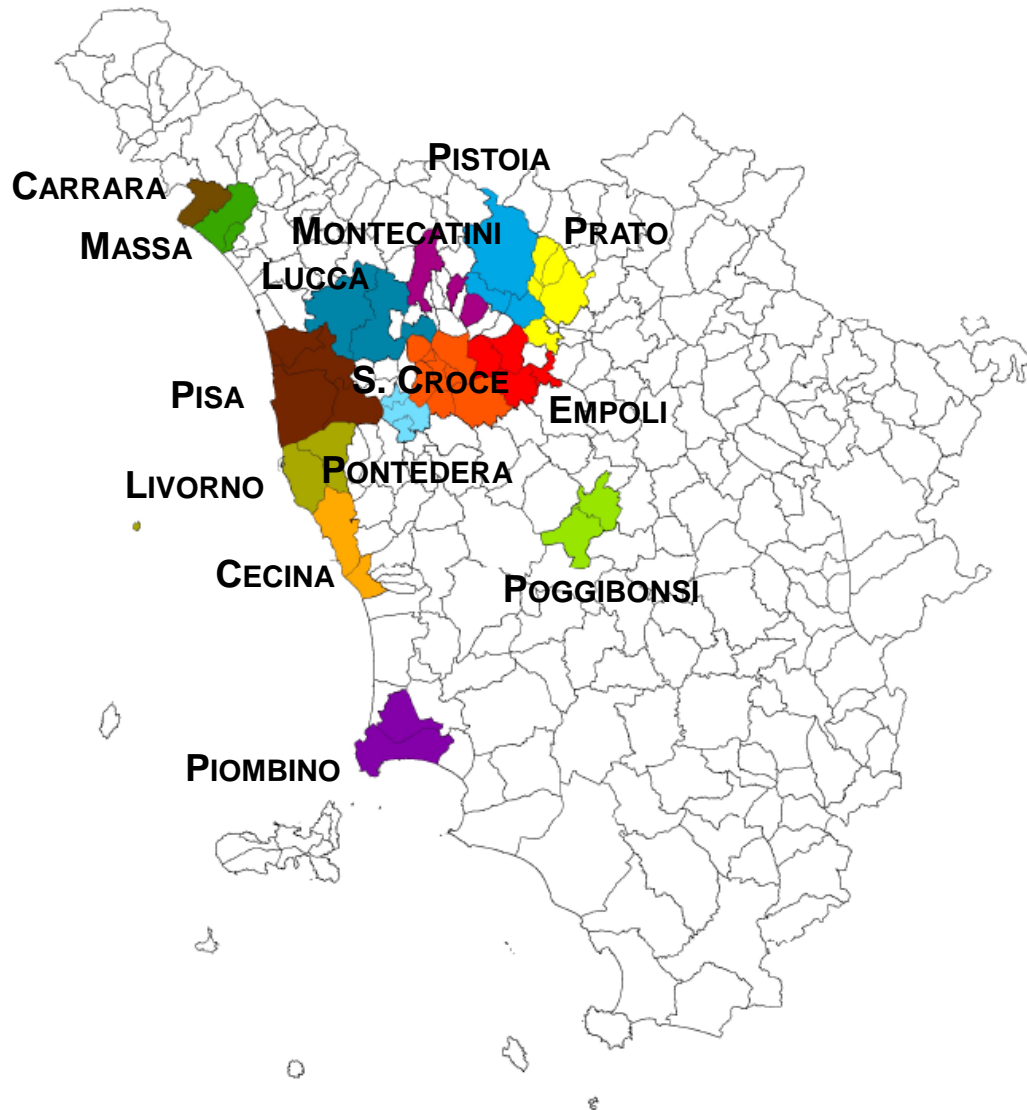 PISTOIA
CARRARA
MONTECATINI
PRATO
MASSA
LUCCA
S. CROCE
PISA
EMPOLI
PONTEDERA
LIVORNO
CECINA
POGGIBONSI
PIOMBINO